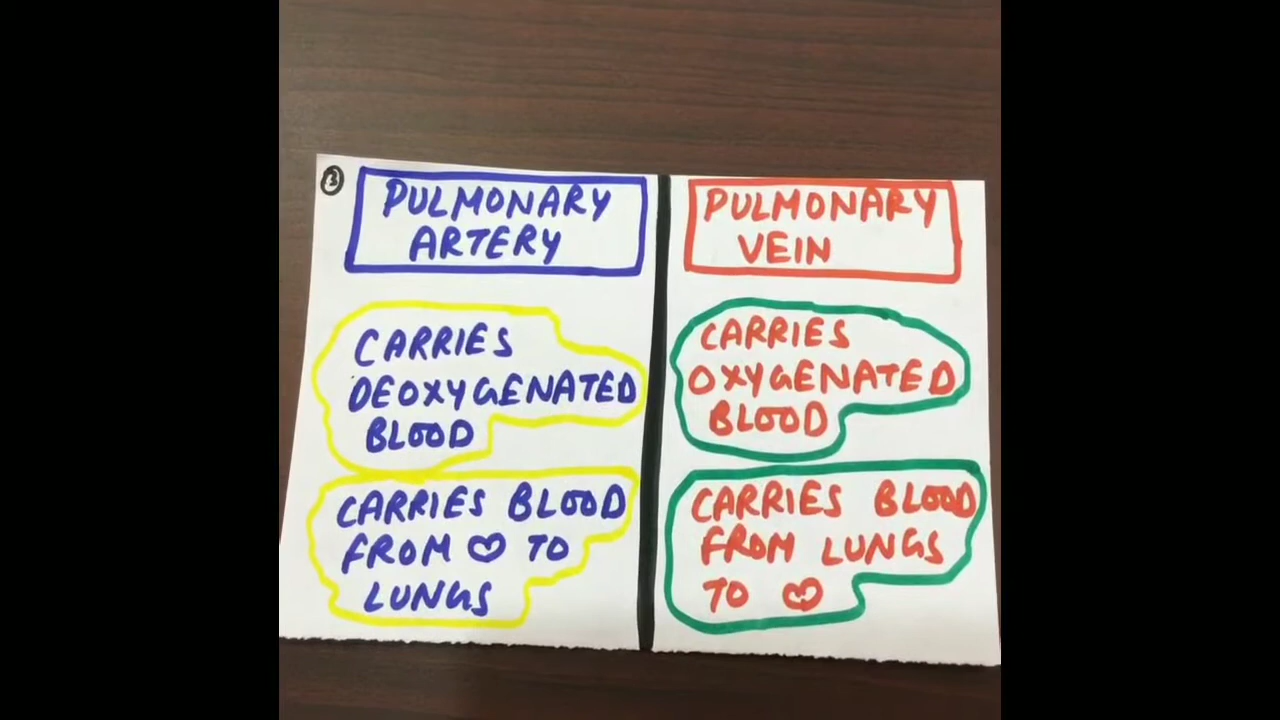 3
PULMONARY
ARTERY
CARRIES
DEOXYGENATED
BLOOD
CARRIES BLOOD
FROM ♡ TO
LUNGS
PULMONARY
VEIN
CARRIES
OXYGENATED
BLOOD
CARRIES BLOOD
FROM LUNGS
TO ♡